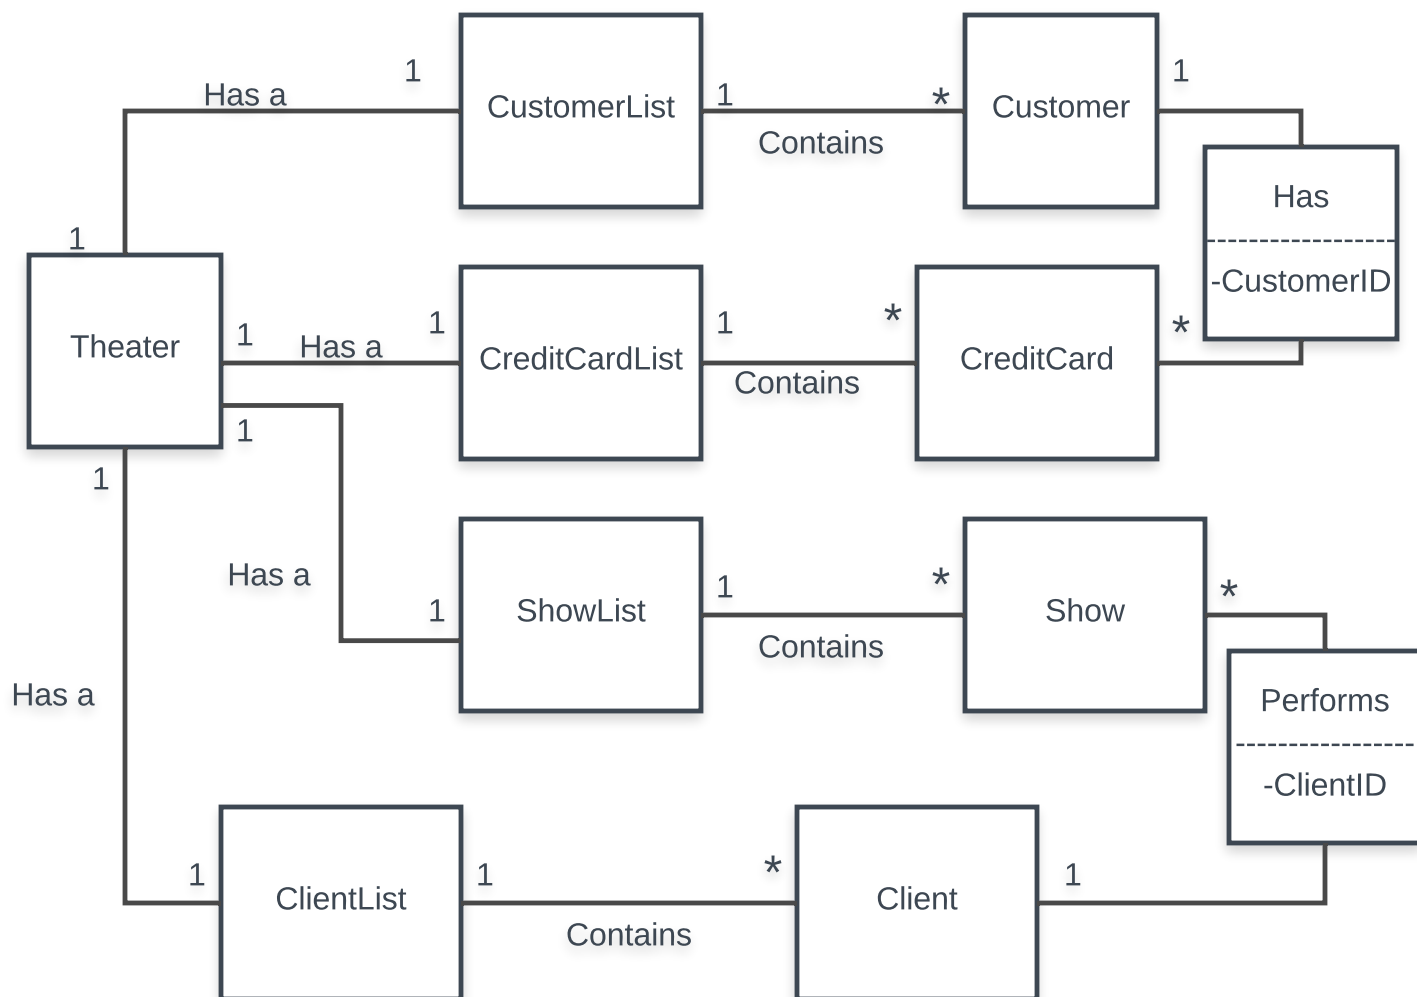 1
Has a
CustomerList
1
*
Contains
Customer
1
Has
-CustomerID
1
Theater
1
Has a
1
CreditCardList
1
*
Contains
CreditCard
*
1
1
Has a
1
ShowList
1
*
Contains
Show
*
Performs
-ClientID
Has a
1
ClientList
1
*
Contains
Client
1